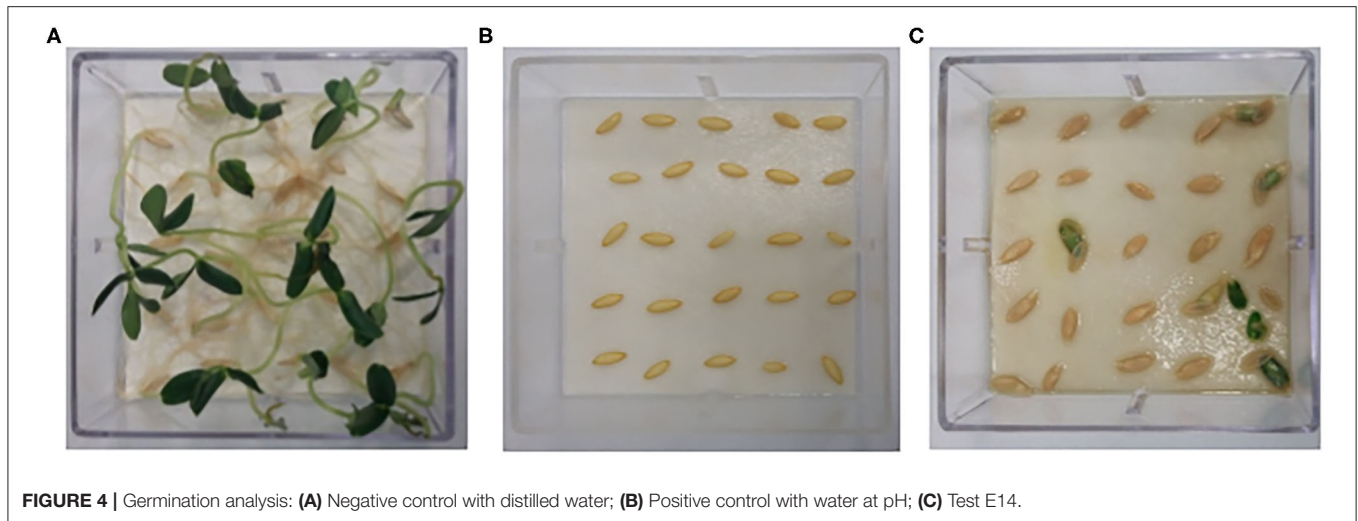 A
B
C
FIGURE 4 | Germination analysis: (A) Negative control with distilled water; (B) Positive control with water at pH; (C) Test E14.